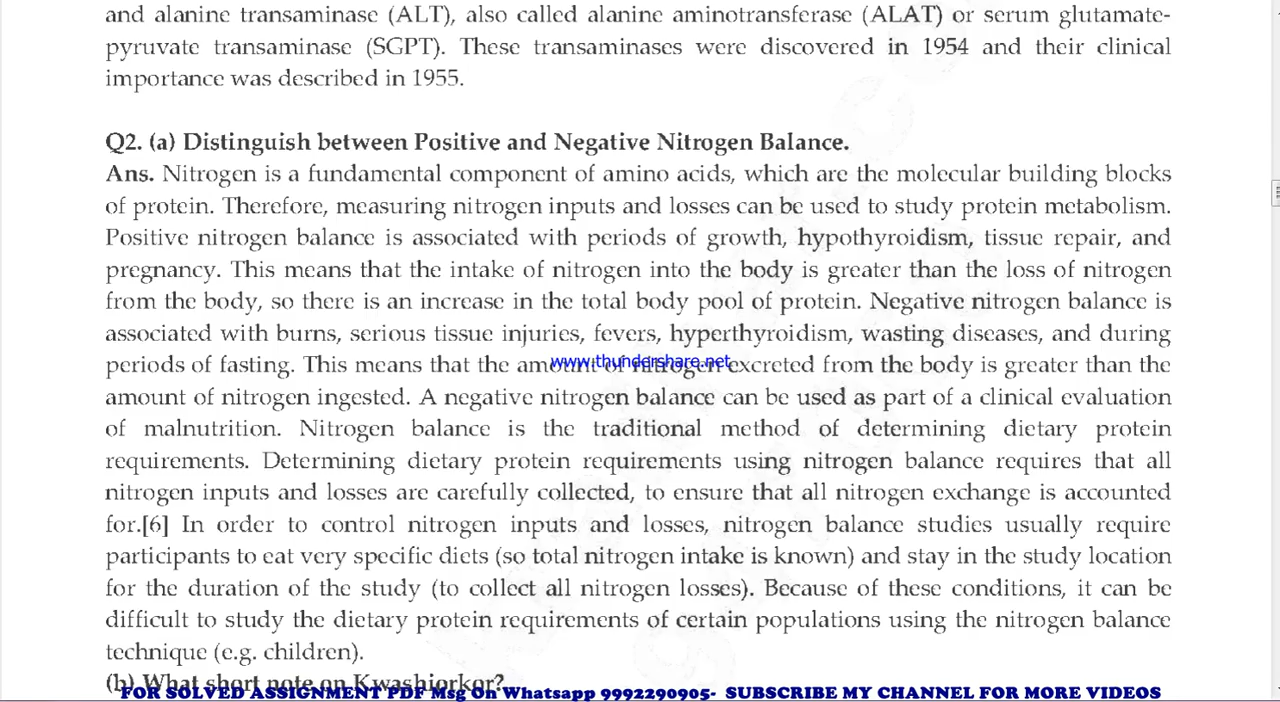 and alanine transaminase (ALT), also called alanine aminotransferase (ALAT) or serum glutamate-
pyruvate transaminase (SGPT). These transaminases were discovered in 1954 and their clinical
importance was described in 1955.
Q2. (a) Distinguish between Positive and Negative Nitrogen Balance.
Ans. Nitrogen is a fundamental component of amino acids, which are the molecular building blocks
of protein. Therefore, measuring nitrogen inputs and losses can be used to study protein metabolism.
Positive nitrogen balance is associated with periods of growth, hypothyroidism, tissue repair, and
pregnancy. This means that the intake of nitrogen into the body is greater than the loss of nitrogen
from the body, so there is an increase in the total body pool of protein. Negative nitrogen balance is
associated with burns, serious tissue injuries, fevers, hyperthyroidism, wasting diseases, and during
periods of fasting. This means that the amount of nitrogen excreted from the body is greater than the
www.thundershare.net
amount of nitrogen ingested. A negative nitrogen balance can be used as part of a clinical evaluation
of malnutrition. Nitrogen balance is the traditional method of determining dietary protein
requirements. Determining dietary protein requirements using nitrogen balance requires that all
nitrogen inputs and losses are carefully collected, to ensure that all nitrogen exchange is accounted
for.[6] In order to control nitrogen inputs and losses, nitrogen balance studies usually require
participants to eat very specific diets (so total nitrogen intake is known) and stay in the study location
for the duration of the study (to collect all nitrogen losses). Because of these conditions, it can be
difficult to study the dietary protein requirements of certain populations using the nitrogen balance
technique (e.g. children).
(b) What short note on Kwashiorkor?
FOR SOLVED ASSIGNMENT PDF Msg On Whatsapp 9992290905- SUBSCRIBE MY CHANNEL FOR MORE VIDEOS